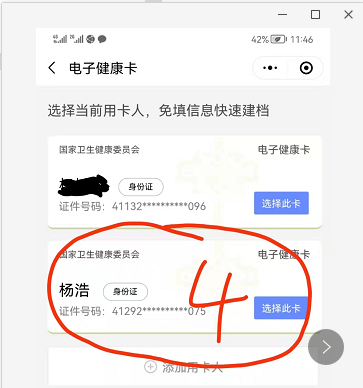 42% 11:46
电子健康卡
选择当前用卡人，免填信息快速建档
国家卫生健康委员会 电子健康卡
身份证
证件号码：41132**********096 选择此卡
国家卫生健康委员会 电子健康卡
杨浩 身份证
证件号码：41292**********075 选择此卡
4
添加用卡人